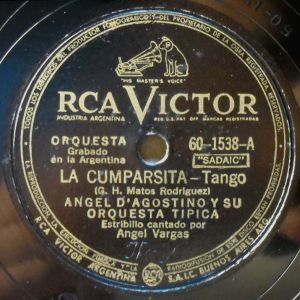 "HIS MASTER'S VOICE"
RCA VICTOR
INDUSTRIA ARGENTINA
REG. U.S. PAT. OFF. MARCAS REGISTRADAS
ORQUESTA
Grabado
en la Argentina
60-1538-A
"SADAIC"
LA CUMPARSITA - Tango
(G. H. Matos Rodriguez)
ANGEL D'AGOSTINO Y SU
ORQUESTA TIPICA
Estribillo cantado por
Angel Vargas
RCA VICTOR ARGENTINA
S.A.I.C. BUENOS AIRES
RCA